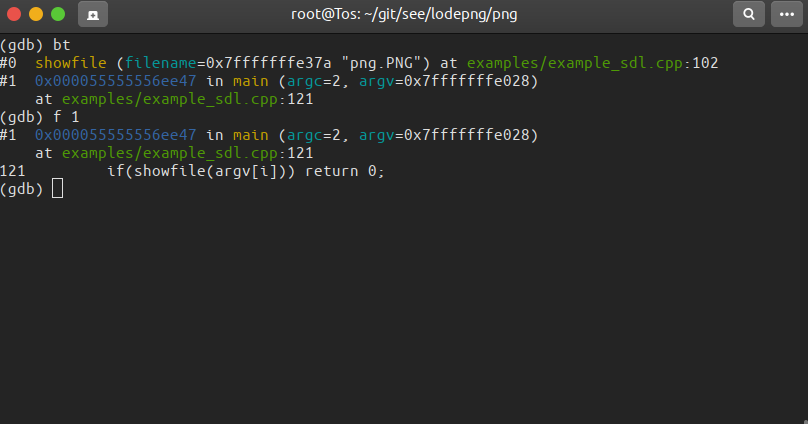 root@Tos: ~/git/see/lodepng/png
(gdb) bt
#0  showfile (filename=0x7fffffffe37a "png.PNG") at examples/example_sdl.cpp:102
#1  0x000055555556ee47 in main (argc=2, argv=0x7fffffffe028)
    at examples/example_sdl.cpp:121
(gdb) f 1
#1  0x000055555556ee47 in main (argc=2, argv=0x7fffffffe028)
    at examples/example_sdl.cpp:121
121         if(showfile(argv[i])) return 0;
(gdb)